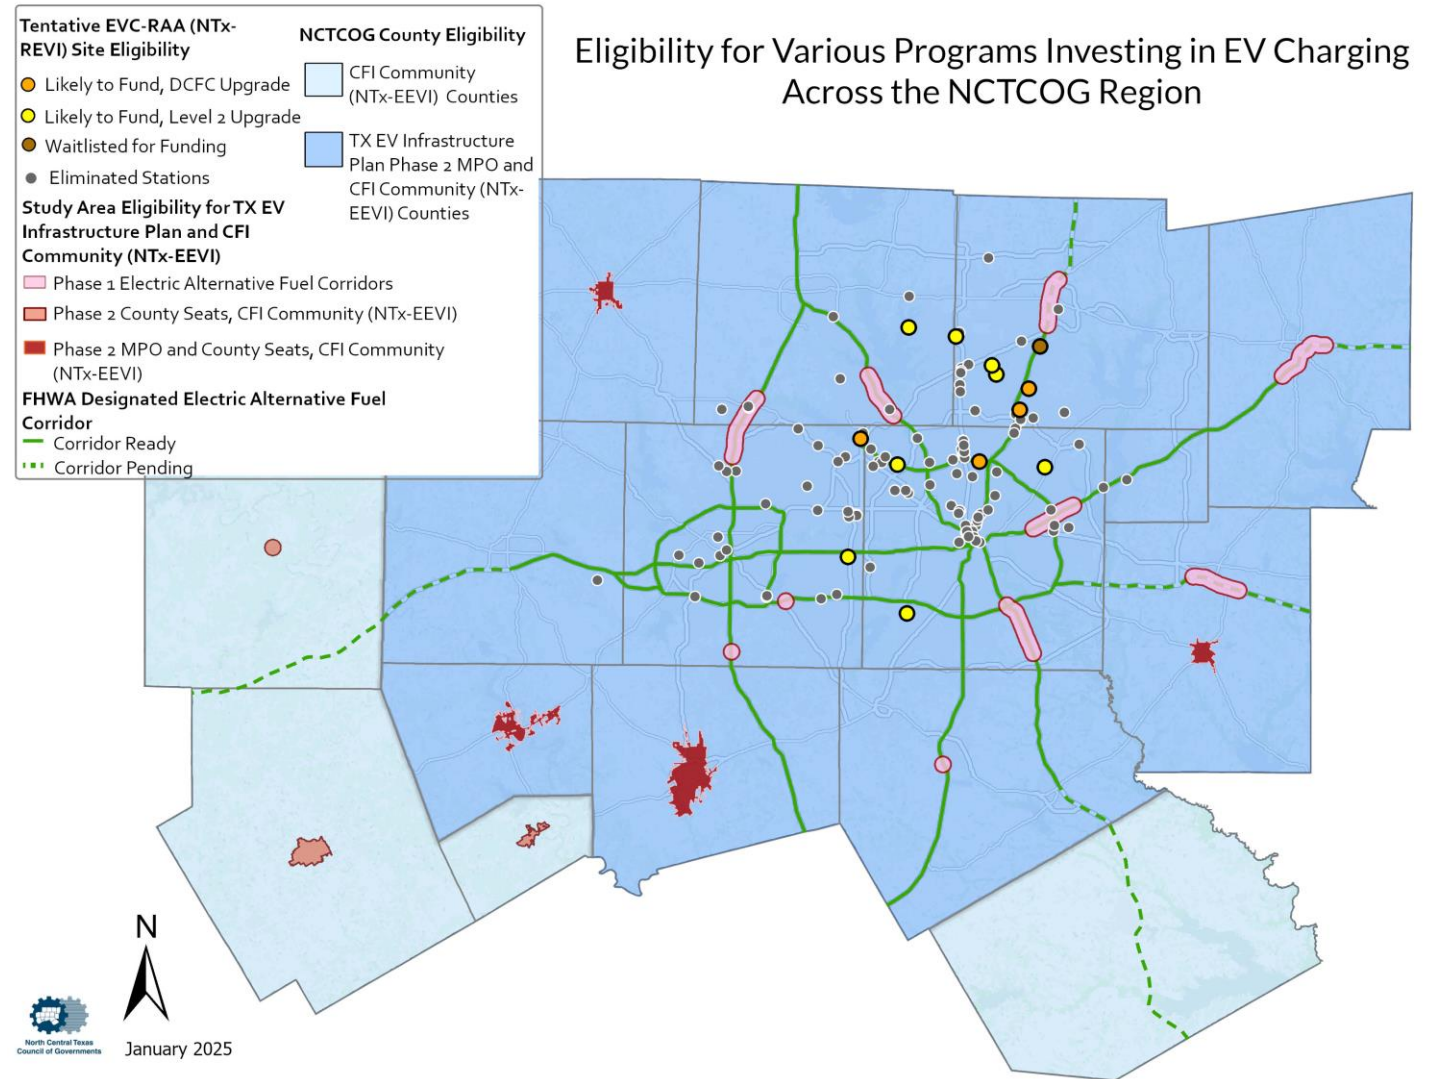 Eligibility for Various Programs Investing in EV Charging
Across the NCTCOG Region
Tentative EVC-RAA (NTx-
REVI) Site Eligibility
Likely to Fund, DCFC Upgrade
Likely to Fund, Level 2 Upgrade
Waitlisted for Funding
Eliminated Stations
Study Area Eligibility for TX EV
Infrastructure Plan and CFI
Community (NTx-EEVI)
Phase 1 Electric Alternative Fuel Corridors
Phase 2 County Seats, CFI Community (NTx-EEVI)
Phase 2 MPO and County Seats, CFI Community
(NTx-EEVI)
FHWA Designated Electric Alternative Fuel
Corridor
Corridor Ready
Corridor Pending
NCTCOG County Eligibility
CFI Community
(NTx-EEVI) Counties
TX EV Infrastructure
Plan Phase 2 MPO and
CFI Community (NTx-
EEVI) Counties
N
North Central Texas
Council of Governments
January 2025